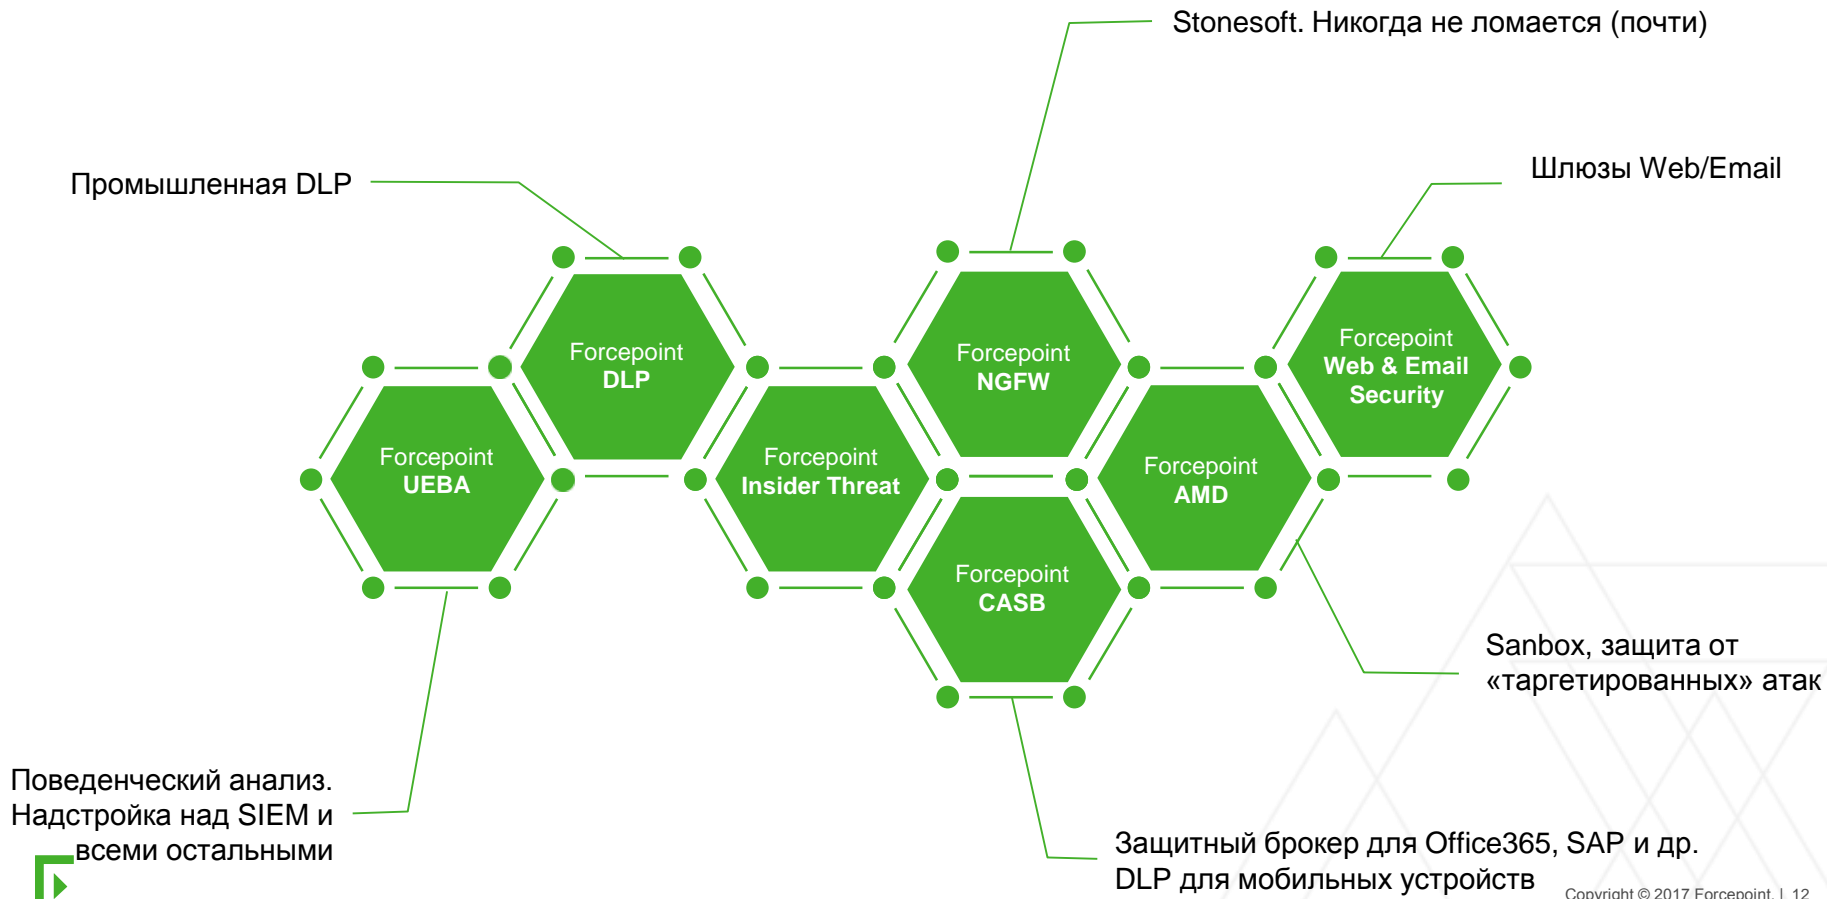 Stonesoft. Никогда не ломается (почти)
Промышленная DLP
Шлюзы Web/Email
Forcepoint
DLP
Forcepoint
NGFW
Forcepoint
Web & Email
Security
Forcepoint
UEBA
Forcepoint
Insider Threat
Forcepoint
AMD
Forcepoint
CASB
Sanbox, защита от
«таргетированных» атак
Поведенческий анализ.
Надстройка над SIEM и
всеми остальными
Защитный брокер для Office365, SAP и др.
DLP для мобильных устройств
Copyright © 2017 Forcepoint. | 12